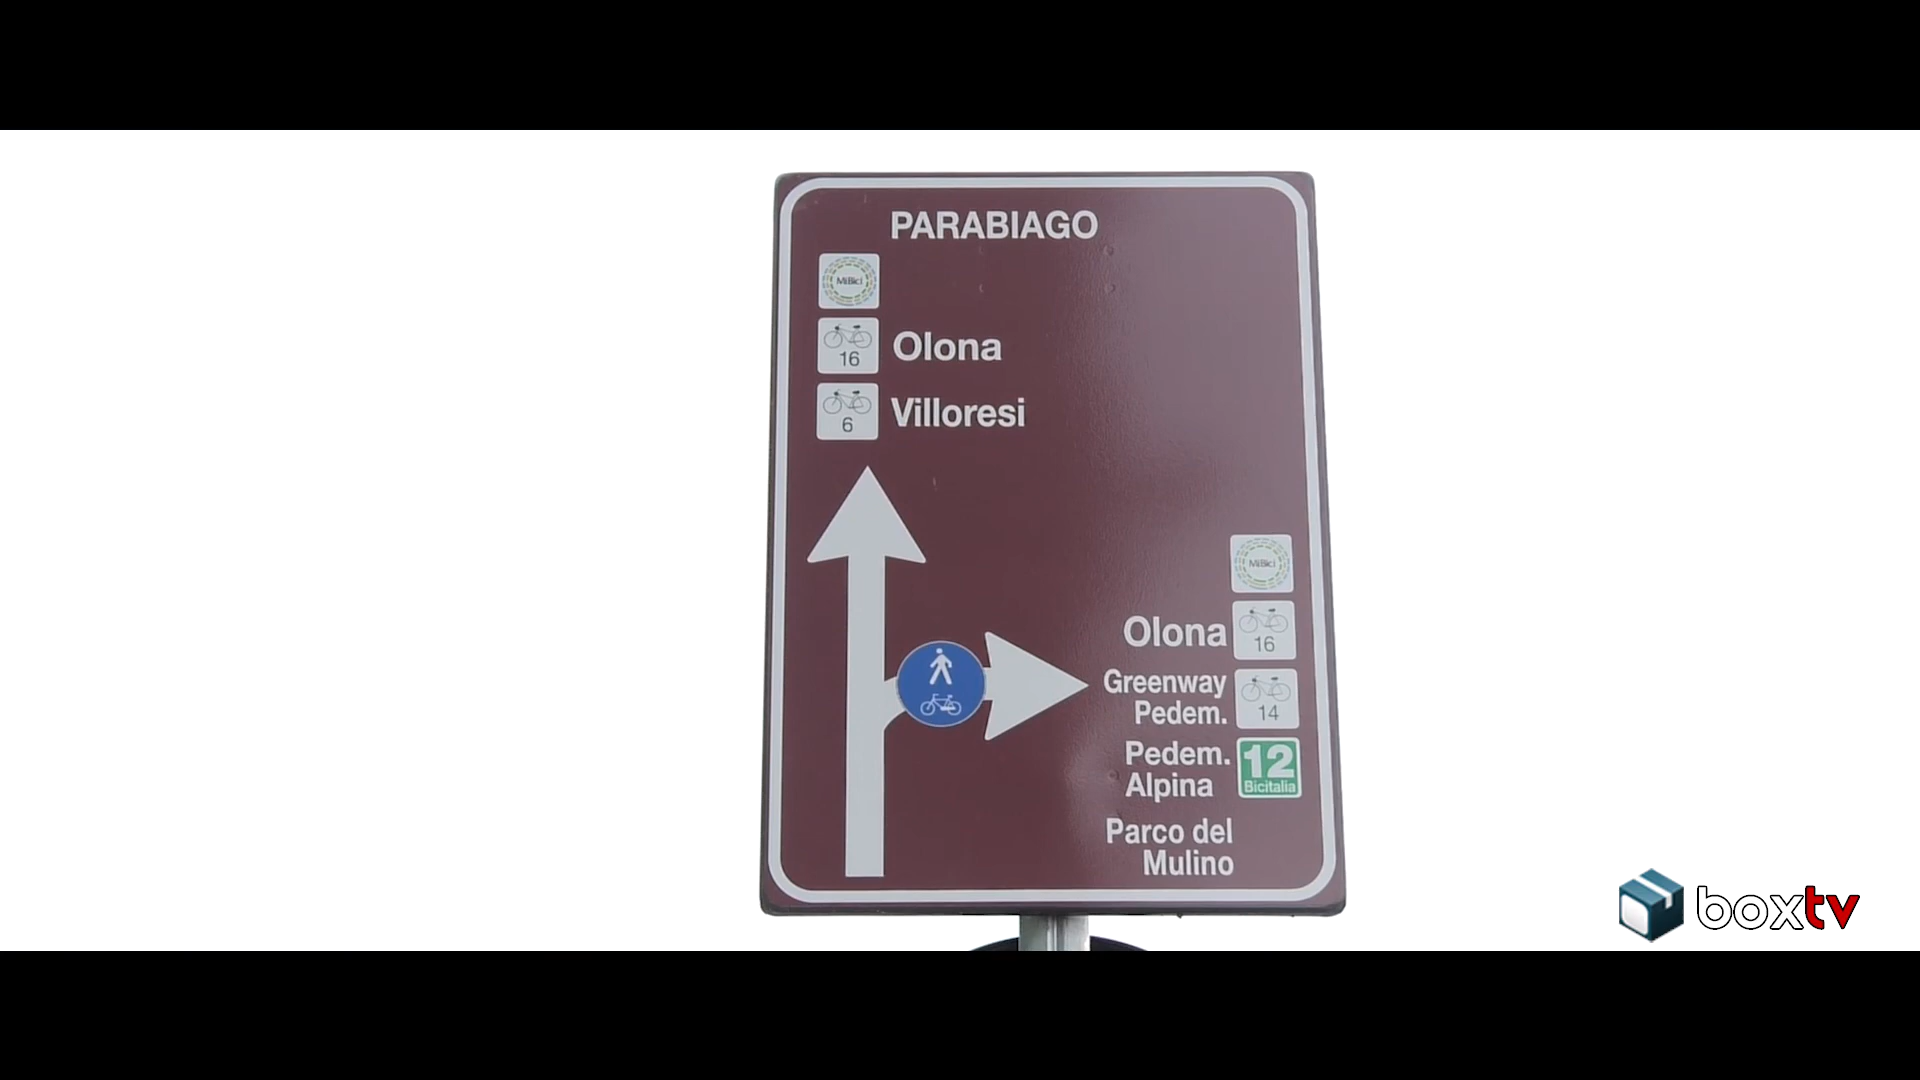 PARABIAGO
MiBici
16
Olona
6
Villoresi
MiBici
Olona
16
Greenway
Pedem.
14
Pedem.
Alpina
12
Bicitalia
Parco del
Mulino
boxtv